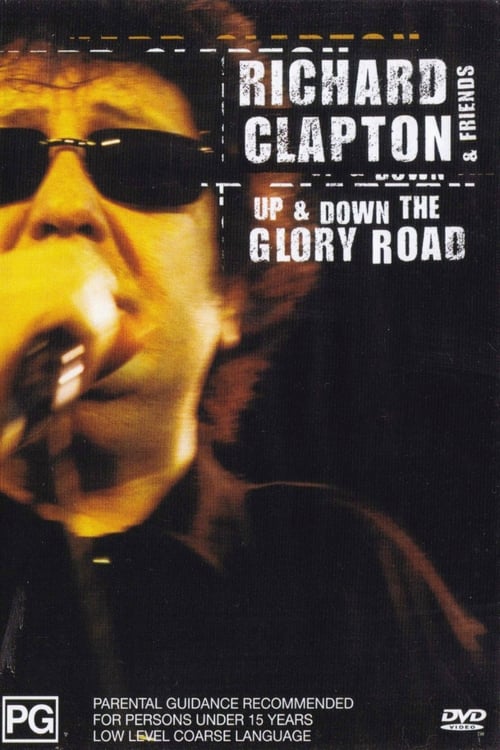 RICHARD
CLAPTON
& FRIENDS
UP & DOWN THE
GLORY ROAD
PG
PARENTAL GUIDANCE RECOMMENDED
FOR PERSONS UNDER 15 YEARS
LOW LEVEL COARSE LANGUAGE
DVD
VIDEO
TM